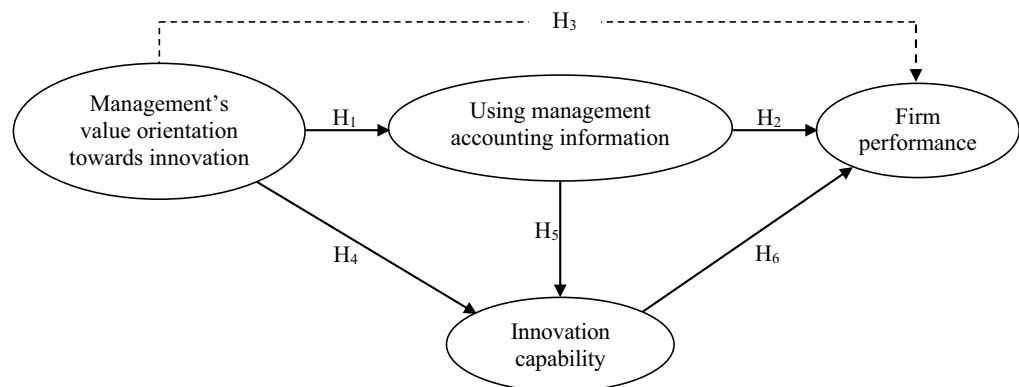 H₃
Management's
value orientation
towards innovation
H₁
Using management
accounting information
H₂
Firm
performance
H₄
H₅
H₆
Innovation
capability